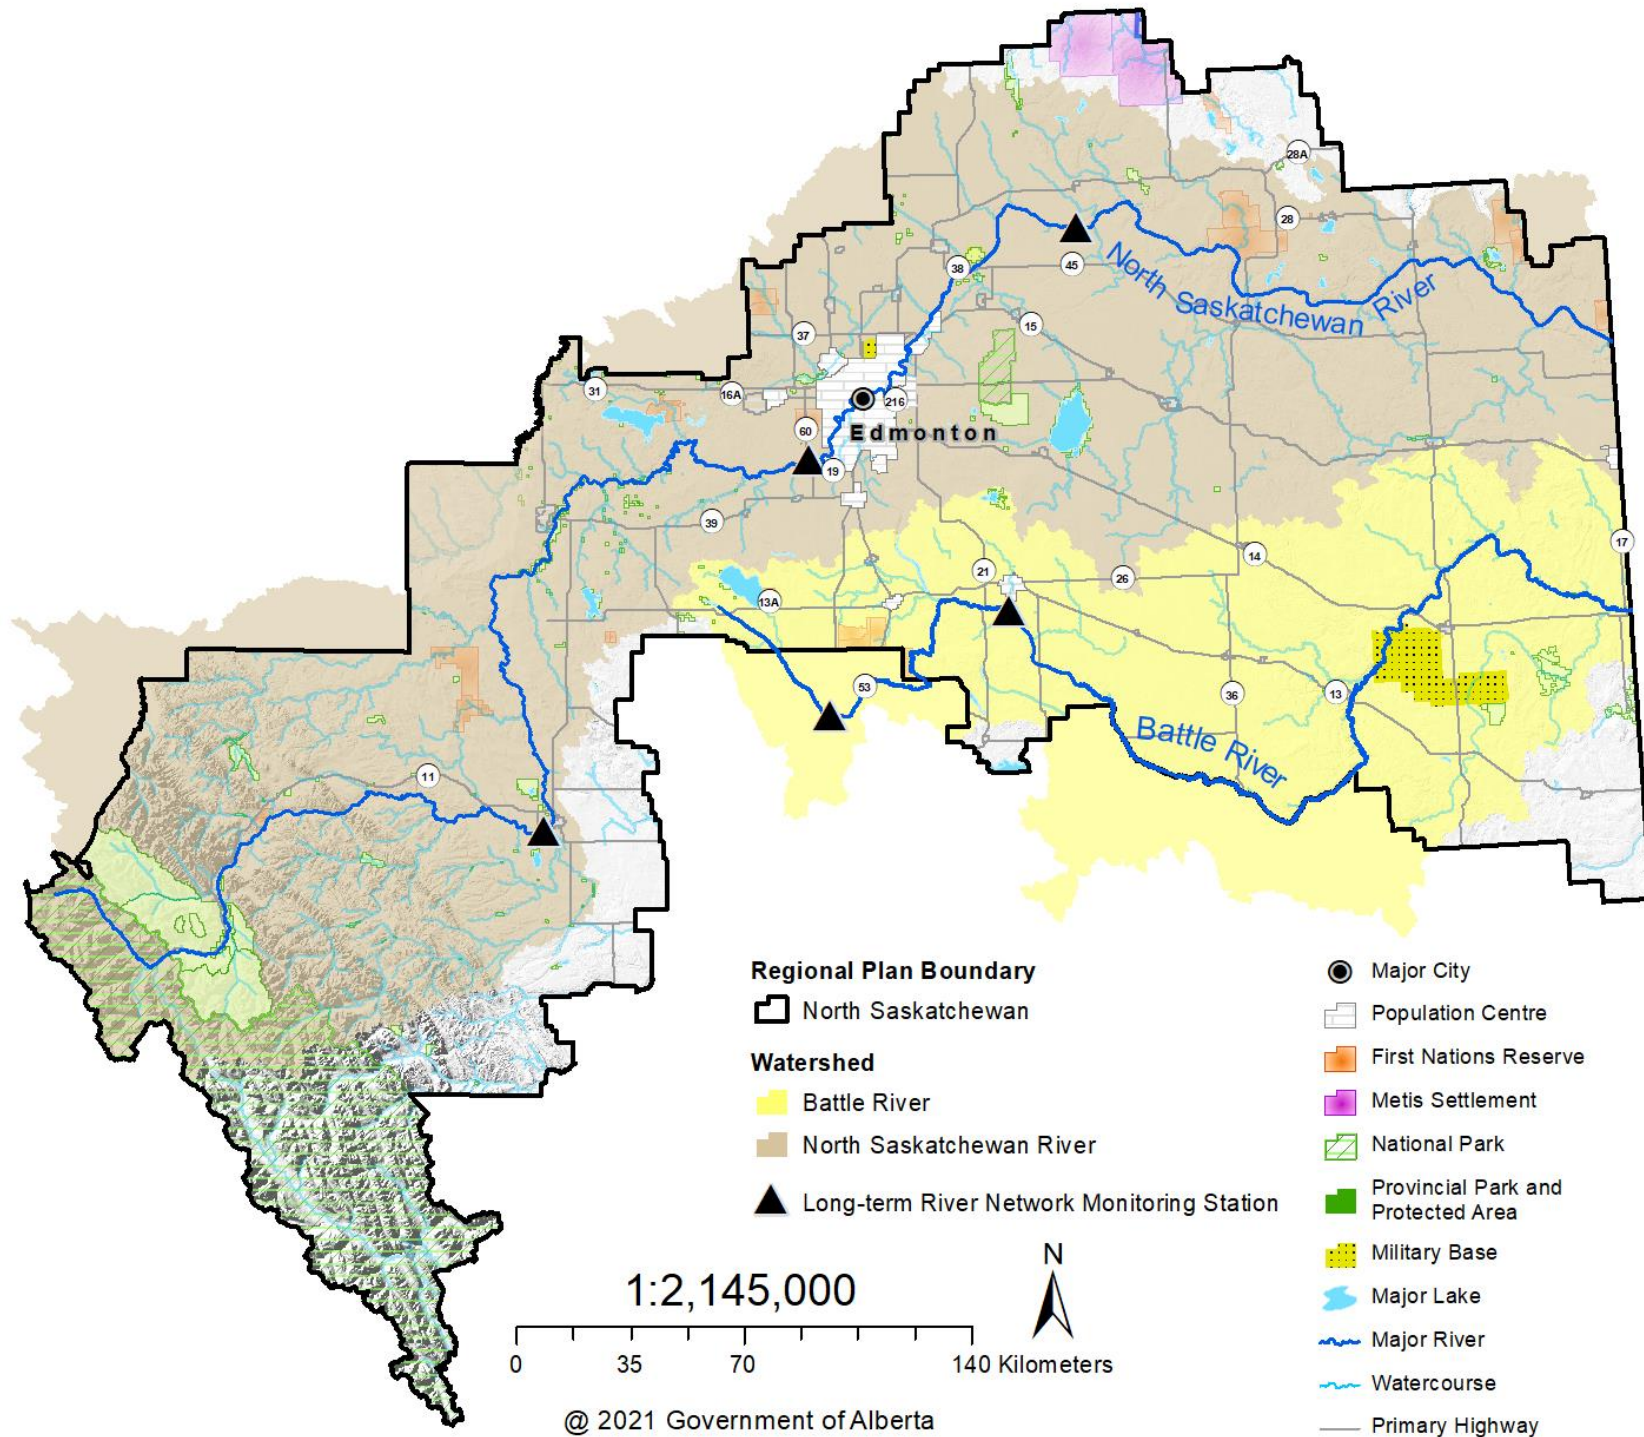 28A
28
38
45
North Saskatchewan River
37
15
31
16A
216
60
Edmonton
19
39
17
14
21
26
13A
53
36
13
Battle River
11
Regional Plan Boundary
North Saskatchewan
Watershed
Battle River
North Saskatchewan River
Long-term River Network Monitoring Station
1:2,145,000
N
0 35 70 140 Kilometers
@ 2021 Government of Alberta
Major City
Population Centre
First Nations Reserve
Metis Settlement
National Park
Provincial Park and
Protected Area
Military Base
Major Lake
Major River
Watercourse
Primary Highway